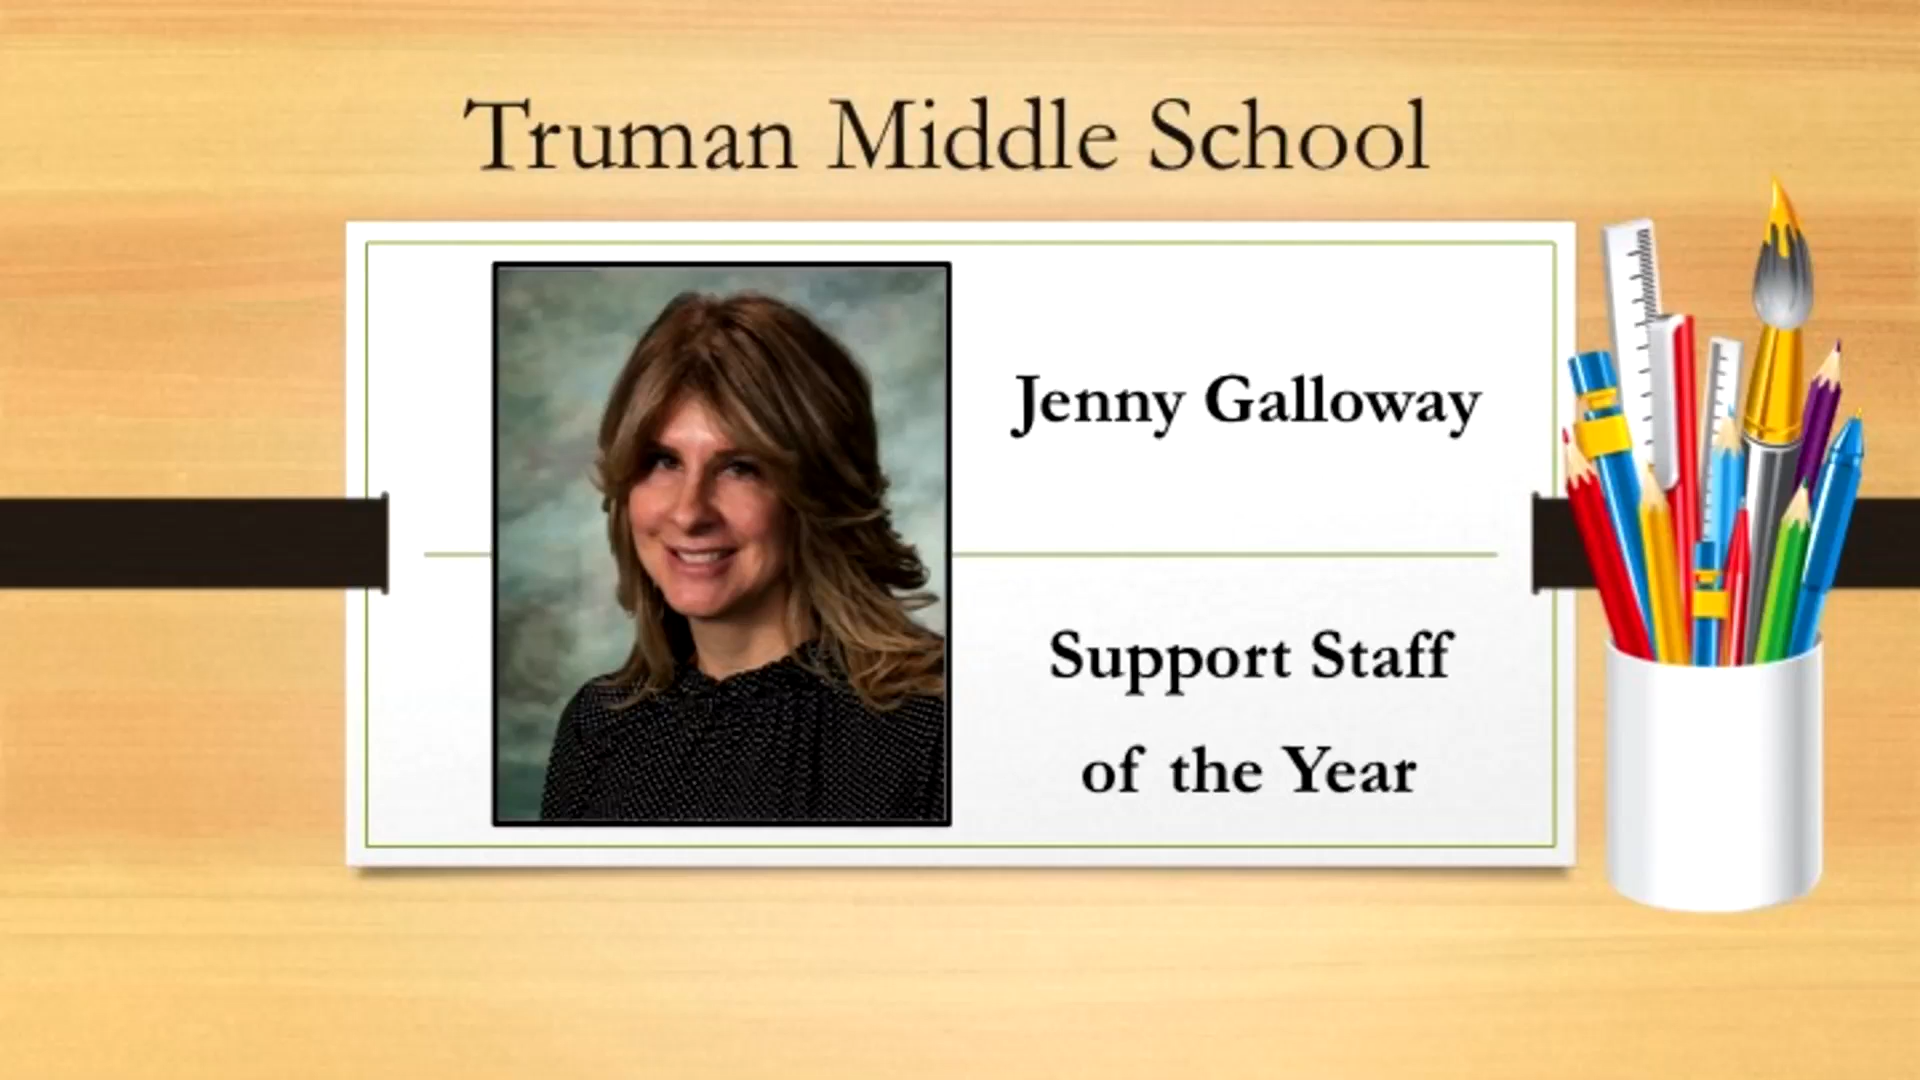 Truman Middle School
Jenny Galloway
Support Staff
of the Year